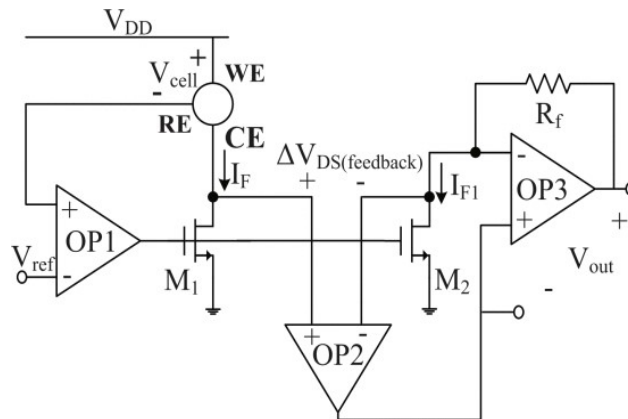 V_DD
+
V_cell
WE
-
RE
CE
I_F
ΔV_DS(feedback)
+
-
I_F1
R_f
-
OP3
+
+
V_out
-
+
OP1
V_ref
-
M_1
M_2
+
-
OP2